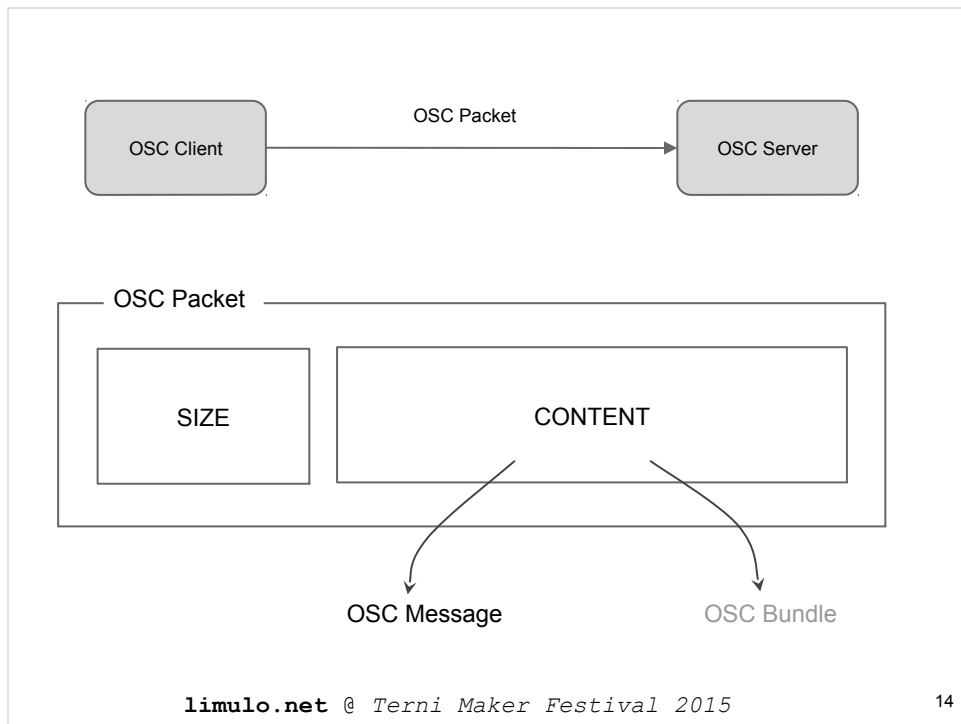 OSC Packet
OSC Client
OSC Server
OSC Packet
SIZE
CONTENT
OSC Message
OSC Bundle
limulo.net @ Terni Maker Festival 2015
14